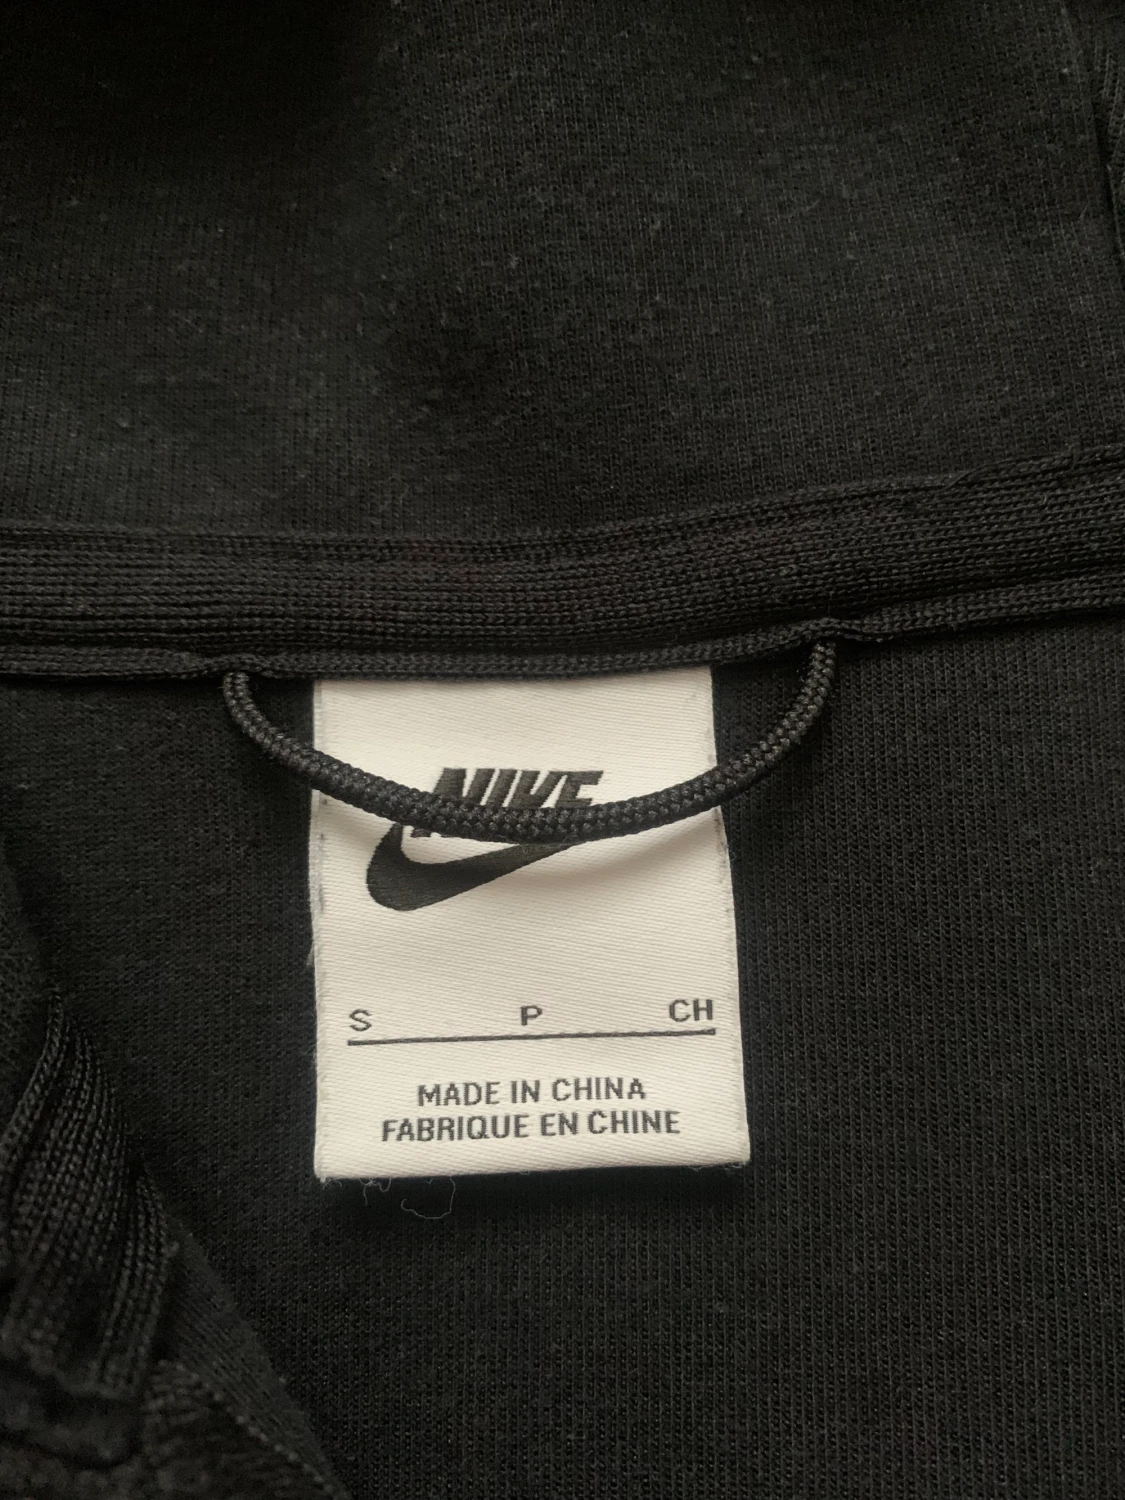 NIKE
S P CH
MADE IN CHINA
FABRIQUE EN CHINE